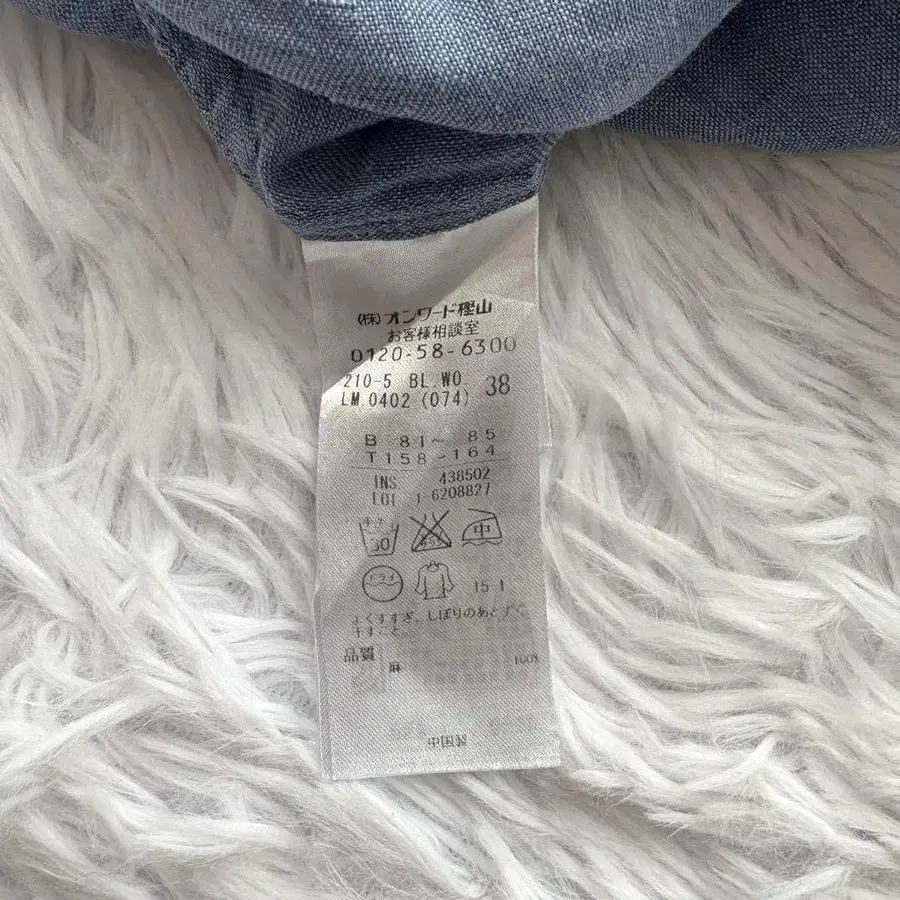 (株)オンワード樫山
お客様相談室
0120-58-6300
210-5 BL.WO. 38
LM.0402 (074)
B 81~ 85
T158-164
INS 438502
LOT 1-6208827
30
中
ドライ
15-1
よくすすぎ、しぼりのあとすぐ
干すこと。
品質
麻 100%
中国製